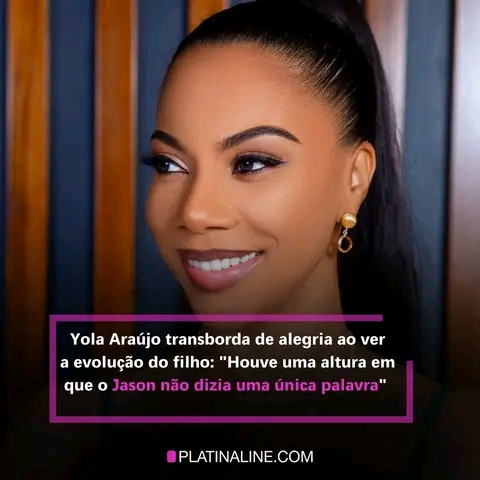 Yola Araújo transborda de alegria ao ver
a evolução do filho: "Houve uma altura em
que o Jason não dizia uma única palavra"
PLATINALINE.COM